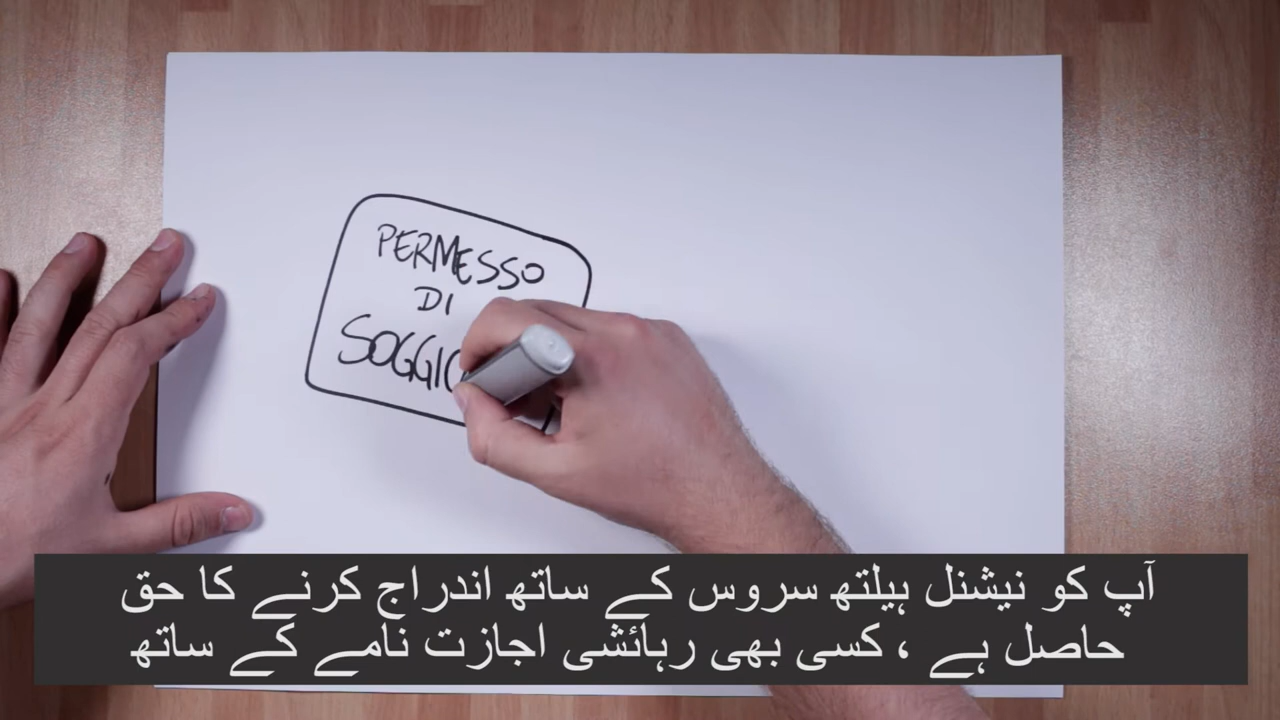 PERMESSO
DI
SOGGIO
آپ کو نیشنل ہیلتھ سروس کے ساتھ اندراج کرنے کا حق
حاصل ہے ، کسی بھی رہائشی اجازت نامے کے ساتھ